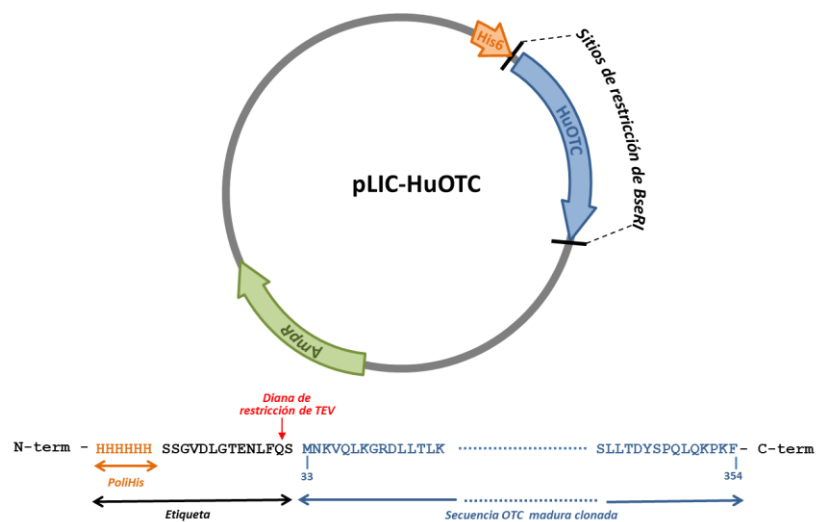 His6
Sitios de restricción de BseRI
HuOTC
pLIC-HuOTC
AmpR
Diana de
restricción de TEV
N-term - HHHHHH SSGVDLGTENLFQS MNKVQLKGRDLLTLK SLLTDYSPQLQKPKF- C-term
33 354
PoliHis
Etiqueta Secuencia OTC madura clonada